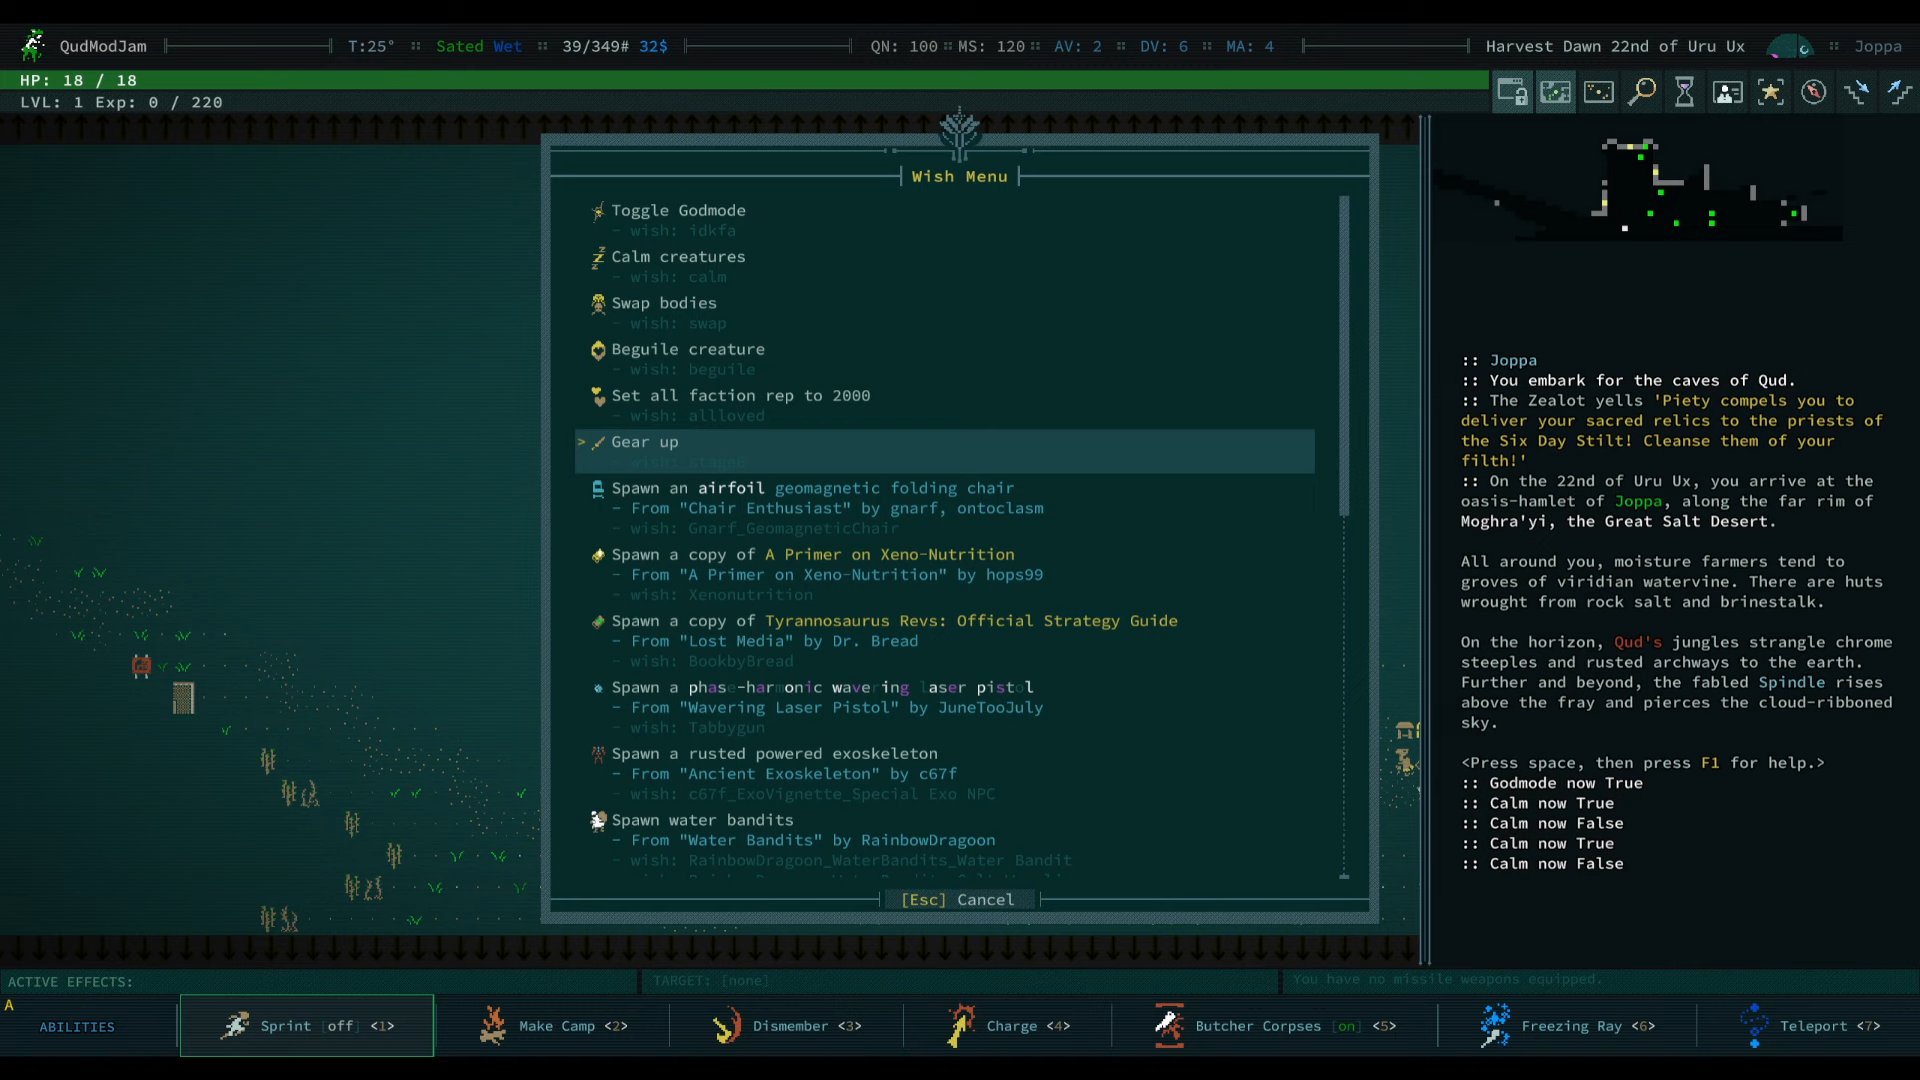 QudModJam T:25° Sated Wet 39/349# 32$ QN: 100 MS: 120 AV: 2 DV: 6 MA: 4 Harvest Dawn 22nd of Uru Ux Joppa
HP: 18 / 18
LVL: 1 Exp: 0 / 220
Wish Menu
Toggle Godmode
- wish: idkfa
Calm creatures
- wish: calm
Swap bodies
- wish: swap
Beguile creature
- wish: beguile
Set all faction rep to 2000
- wish: allloved
> Gear up
Spawn an airfoil geomagnetic folding chair
- From "Chair Enthusiast" by gnarf, ontoclasm
- wish: Gnarf_GeomagneticChair
Spawn a copy of A Primer on Xeno-Nutrition
- From "A Primer on Xeno-Nutrition" by hops99
- wish: Xenonutrition
Spawn a copy of Tyrannosaurus Revs: Official Strategy Guide
- From "Lost Media" by Dr. Bread
- wish: BookbyBread
Spawn a phase-harmonic wavering laser pistol
- From "Wavering Laser Pistol" by JuneTooJuly
- wish: Tabbygun
Spawn a rusted powered exoskeleton
- From "Ancient Exoskeleton" by c67f
- wish: c67f_ExoVignette_Special Exo NPC
Spawn water bandits
- From "Water Bandits" by RainbowDragoon
- wish: RainbowDragoon_WaterBandits_Water Bandit
[Esc] Cancel
:: Joppa
:: You embark for the caves of Qud.
:: The Zealot yells 'Piety compels you to
deliver your sacred relics to the priests of
the Six Day Stilt! Cleanse them of your
filth!'
:: On the 22nd of Uru Ux, you arrive at the
oasis-hamlet of Joppa, along the far rim of
Moghra'yi, the Great Salt Desert.
All around you, moisture farmers tend to
groves of viridian watervine. There are huts
wrought from rock salt and brinestalk.
On the horizon, Qud's jungles strangle chrome
steeples and rusted archways to the earth.
Further and beyond, the fabled Spindle rises
above the fray and pierces the cloud-ribboned
sky.
<Press space, then press F1 for help.>
:: Godmode now True
:: Calm now True
:: Calm now False
:: Calm now True
:: Calm now False
ACTIVE EFFECTS: TARGET: [none] You have no missile weapons equipped.
A
ABILITIES Sprint [off] <1> Make Camp <2> Dismember <3> Charge <4> Butcher Corpses [on] <5> Freezing Ray <6> Teleport <7>